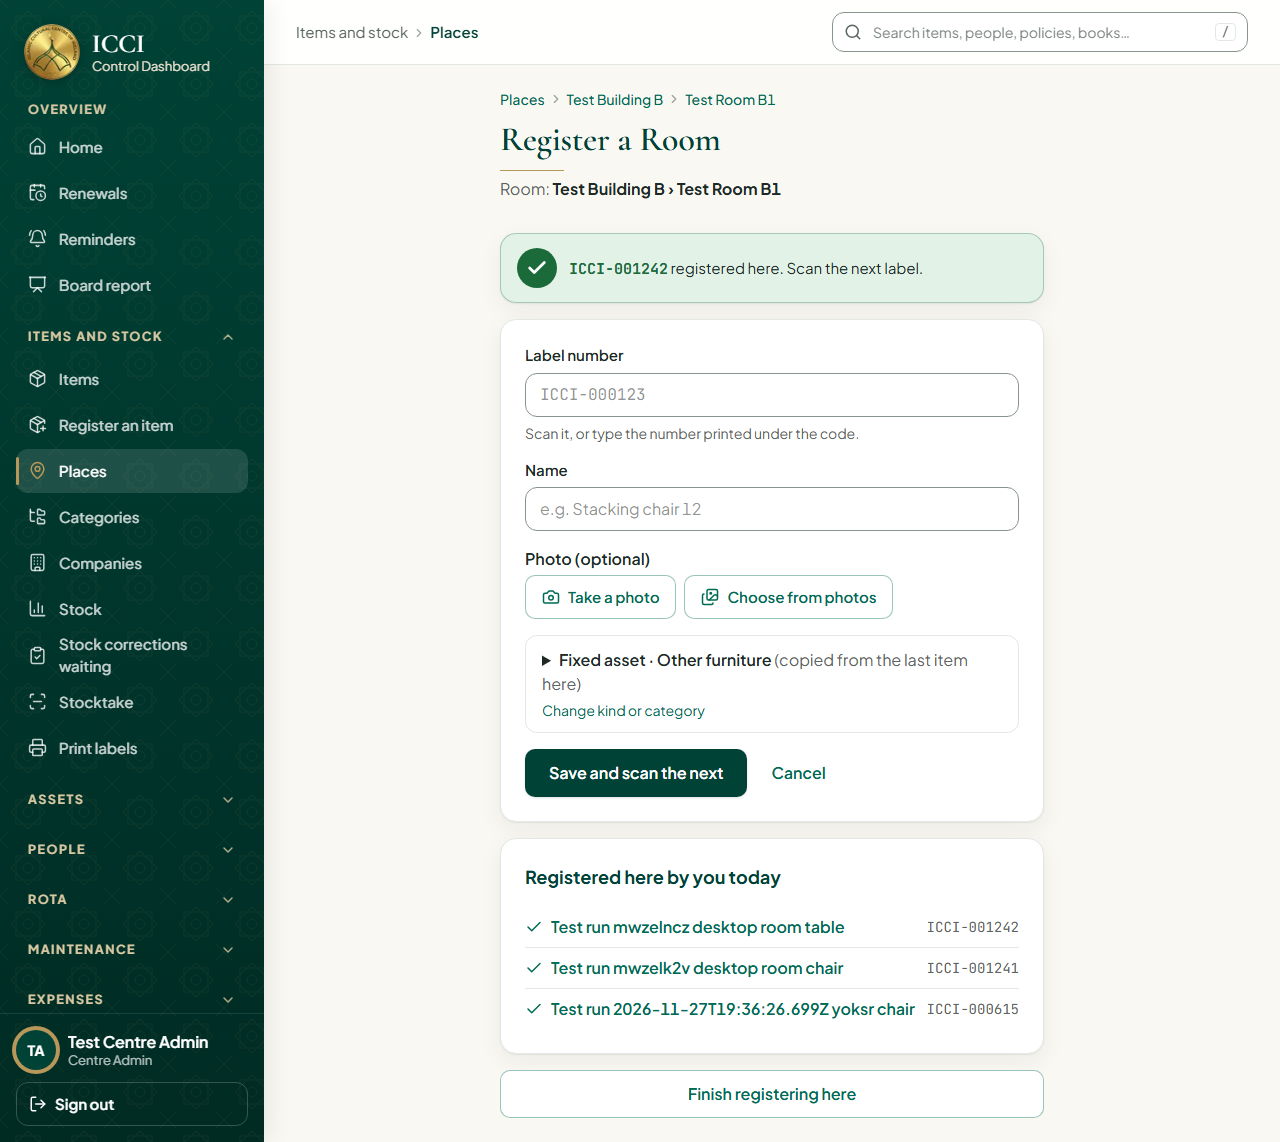 ICCI
Control Dashboard
OVERVIEW
Home
Renewals
Reminders
Board report
ITEMS AND STOCK
Items
Register an item
Places
Categories
Companies
Stock
Stock corrections
waiting
Stocktake
Print labels
ASSETS
PEOPLE
ROTA
MAINTENANCE
EXPENSES
TA
Test Centre Admin
Centre Admin
Sign out
Items and stock > Places
Search items, people, policies, books… /
Places > Test Building B > Test Room B1
Register a Room
Room: Test Building B › Test Room B1
ICCI-001242 registered here. Scan the next label.
Label number
ICCI-000123
Scan it, or type the number printed under the code.
Name
e.g. Stacking chair 12
Photo (optional)
Take a photo
Choose from photos
Fixed asset · Other furniture (copied from the last item
here)
Change kind or category
Save and scan the next
Cancel
Registered here by you today
Test run mwzelncz desktop room table ICCI-001242
Test run mwzelk2v desktop room chair ICCI-001241
Test run 2026-11-27T19:36:26.699Z yoksr chair ICCI-000615
Finish registering here